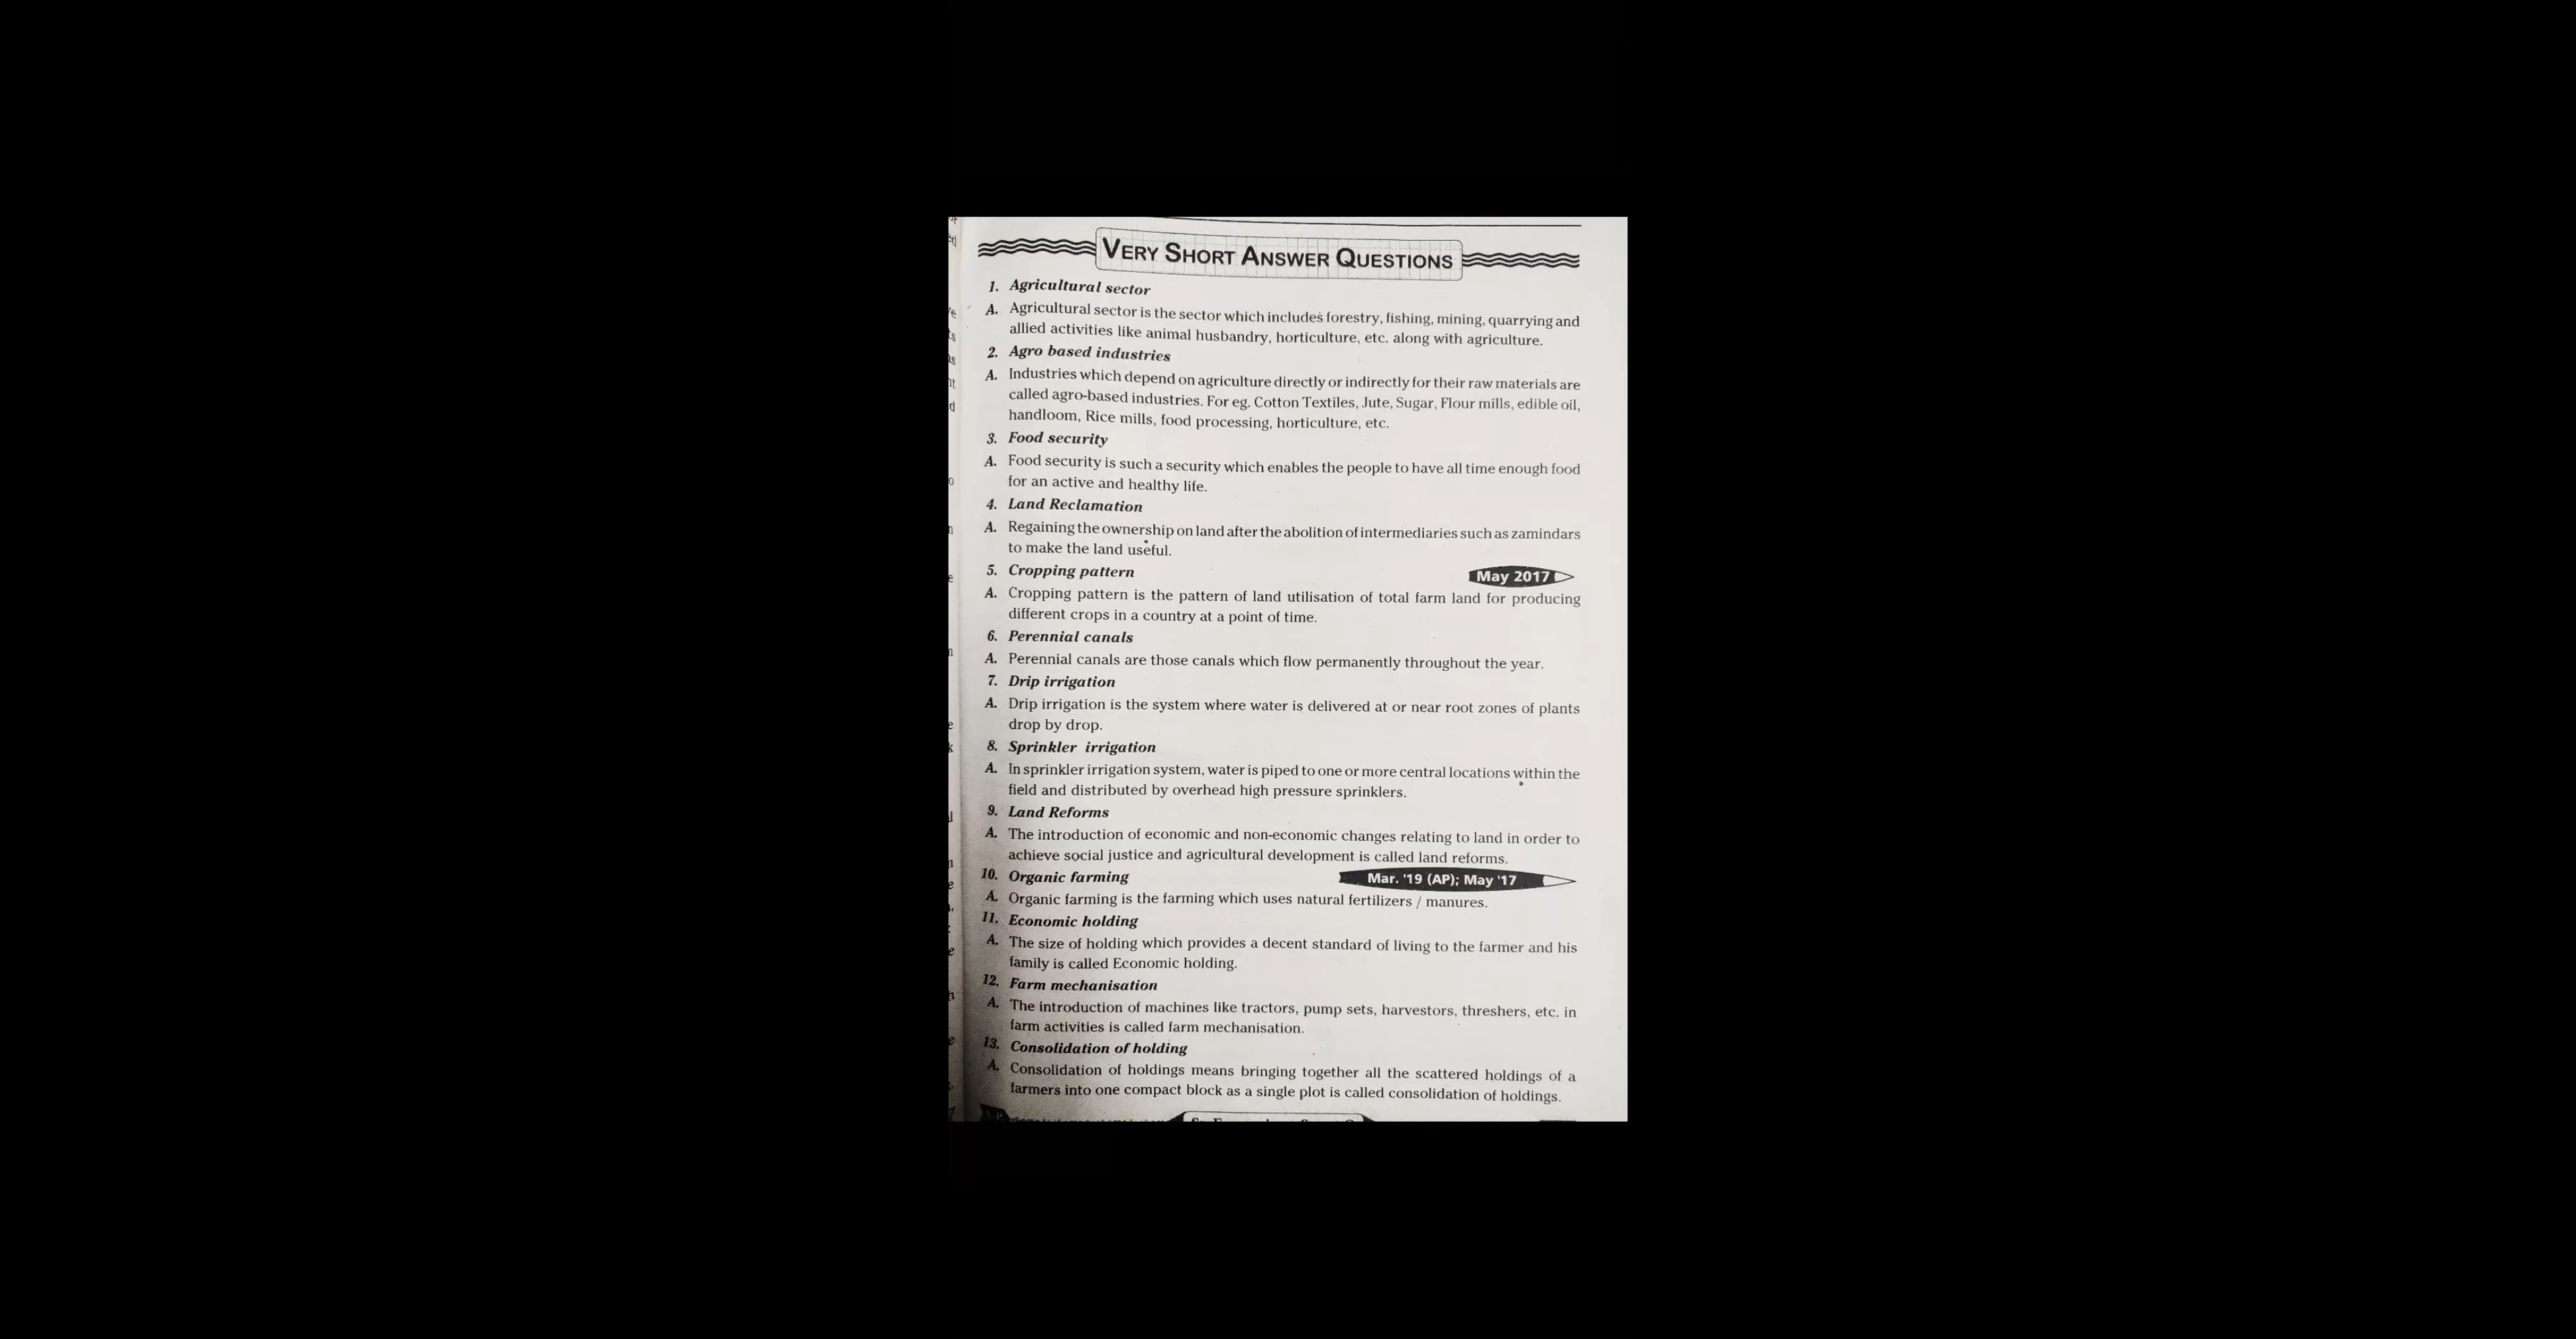 VERY SHORT ANSWER QUESTIONS
1. Agricultural sector
A. Agricultural sector is the sector which includes forestry, fishing, mining, quarrying and
allied activities like animal husbandry, horticulture, etc. along with agriculture.
2. Agro based industries
A. Industries which depend on agriculture directly or indirectly for their raw materials are
called agro-based industries. For eg. Cotton Textiles, Jute, Sugar, Flour mills, edible oil,
handloom, Rice mills, food processing, horticulture, etc.
3. Food security
A. Food security is such a security which enables the people to have all time enough food
for an active and healthy life.
4. Land Reclamation
A. Regaining the ownership on land after the abolition of intermediaries such as zamindars
to make the land useful.
5. Cropping pattern May 2017
A. Cropping pattern is the pattern of land utilisation of total farm land for producing
different crops in a country at a point of time.
6. Perennial canals
A. Perennial canals are those canals which flow permanently throughout the year.
7. Drip irrigation
A. Drip irrigation is the system where water is delivered at or near root zones of plants
drop by drop.
8. Sprinkler irrigation
A. In sprinkler irrigation system, water is piped to one or more central locations within the
field and distributed by overhead high pressure sprinklers.
9. Land Reforms
A. The introduction of economic and non-economic changes relating to land in order to
achieve social justice and agricultural development is called land reforms.
10. Organic farming Mar. '19 (AP); May '17
A. Organic farming is the farming which uses natural fertilizers / manures.
11. Economic holding
A. The size of holding which provides a decent standard of living to the farmer and his
family is called Economic holding.
12. Farm mechanisation
A. The introduction of machines like tractors, pump sets, harvestors, threshers, etc. in
farm activities is called farm mechanisation.
13. Consolidation of holding
A. Consolidation of holdings means bringing together all the scattered holdings of a
farmers into one compact block as a single plot is called consolidation of holdings.